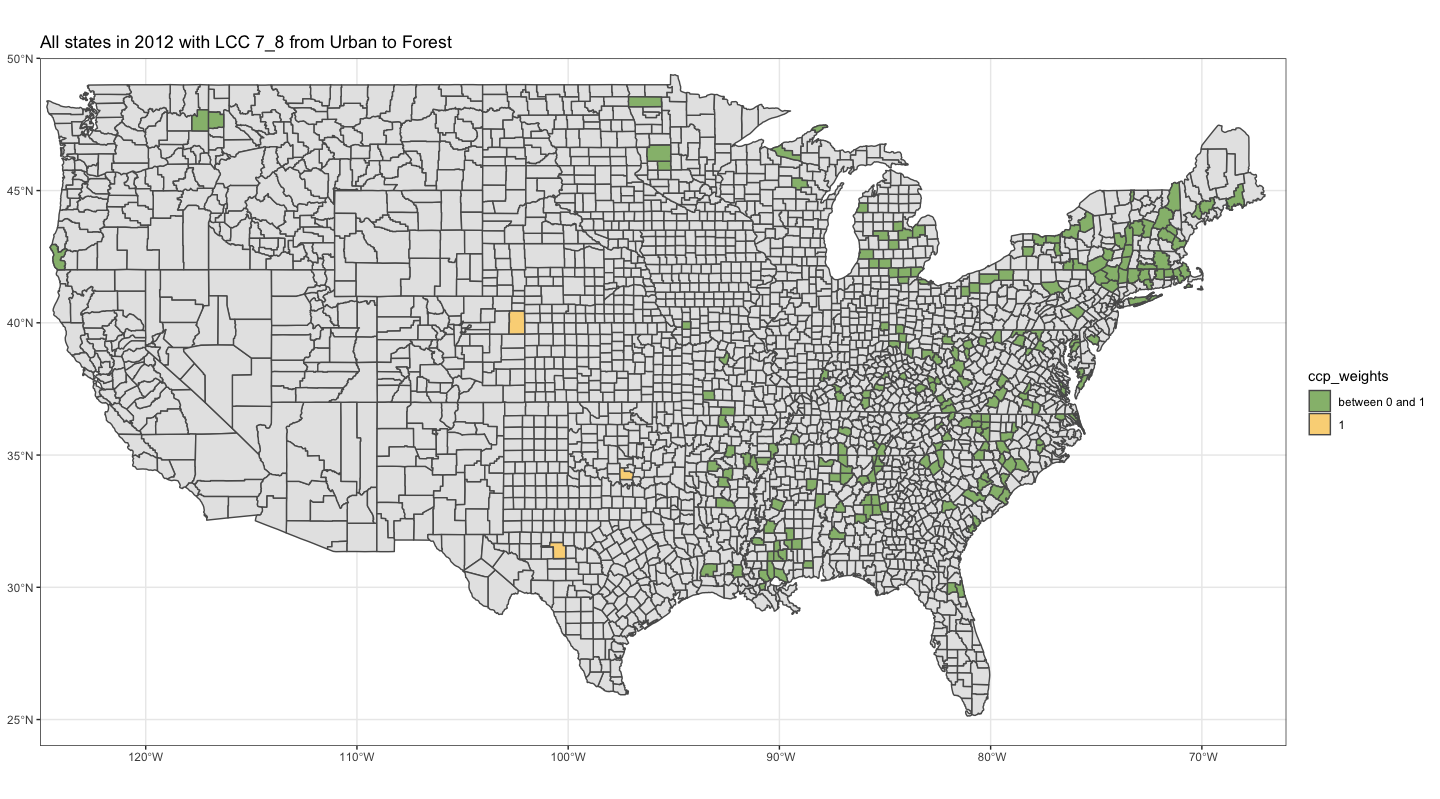 All states in 2012 with LCC 7_8 from Urban to Forest
50°N
45°N
40°N
35°N
30°N
25°N
120°W
110°W
100°W
90°W
80°W
70°W
ccp_weights
between 0 and 1
1